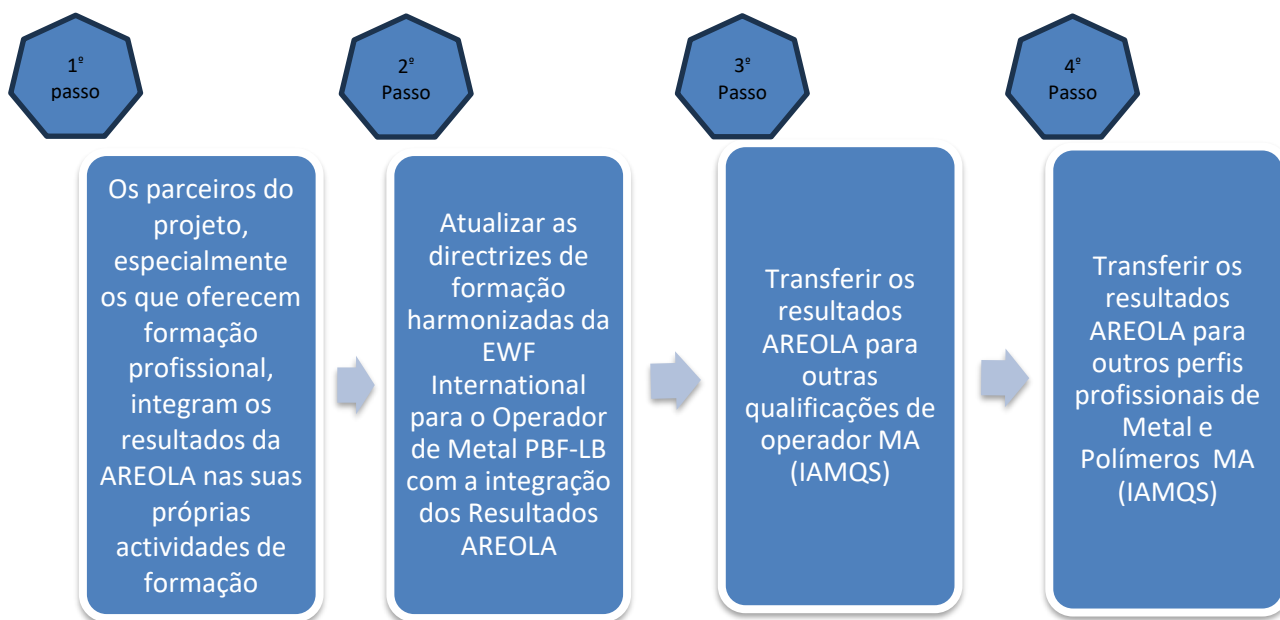 1º
passo
2º
Passo
3º
Passo
4º
Passo
Os parceiros do
projeto,
especialmente
os que oferecem
formação
profissional,
integram os
resultados da
AREOLA nas suas
próprias
actividades de
formação
Atualizar as
directrizes de
formação
harmonizadas da
EWF
International
para o Operador
de Metal PBF-LB
com a integração
dos Resultados
AREOLA
Transferir os
resultados
AREOLA para
outras
qualificações de
operador MA
(IAMQS)
Transferir os
resultados
AREOLA para
outros perfis
profissionais de
Metal e
Polímeros MA
(IAMQS)